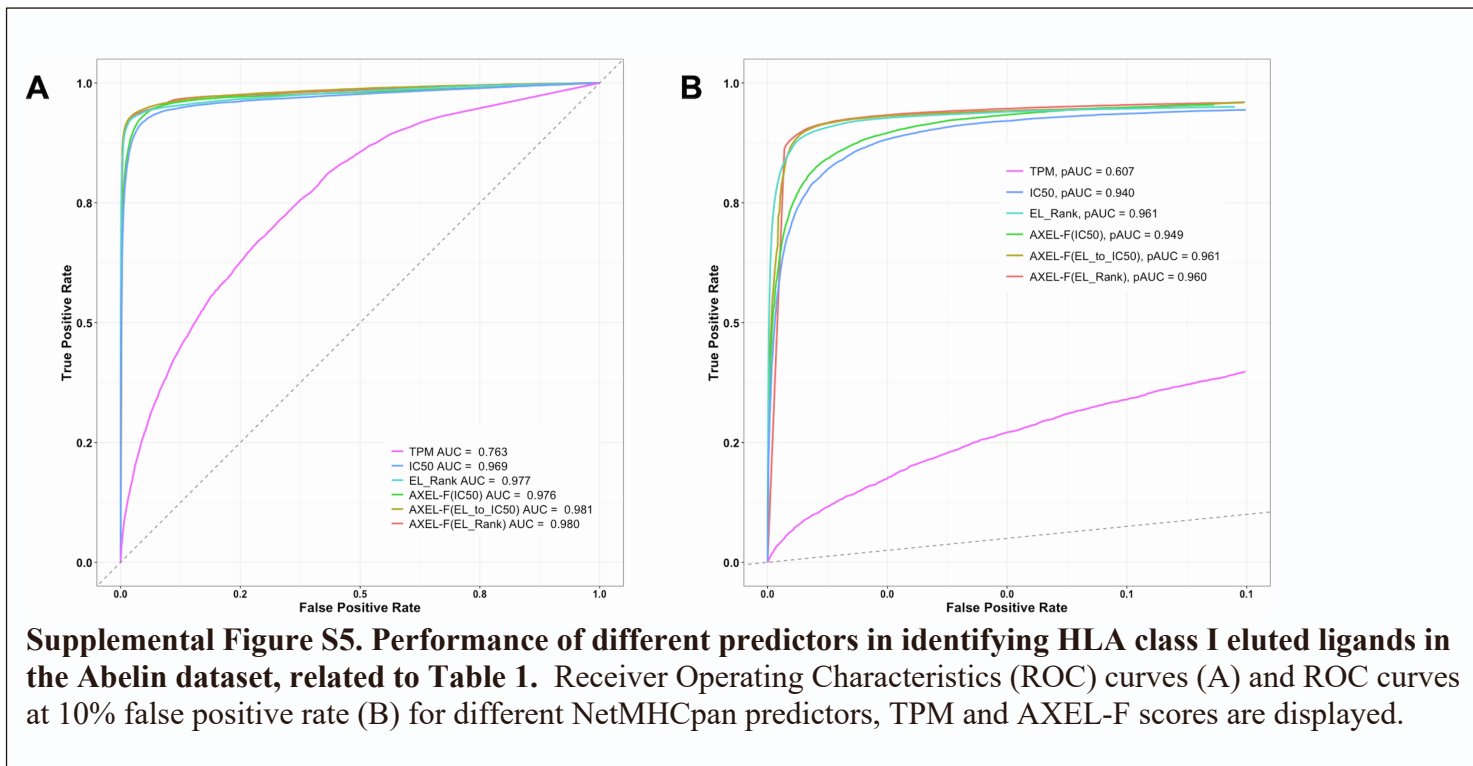 A
1.0
0.8
0.5
0.2
0.0
True Positive Rate
TPM AUC = 0.763
IC50 AUC = 0.969
EL_Rank AUC = 0.977
AXEL-F(IC50) AUC = 0.976
AXEL-F(EL_to_IC50) AUC = 0.981
AXEL-F(EL_Rank) AUC = 0.980
0.0 0.2 0.5 0.8 1.0
False Positive Rate
B
1.0
0.8
0.5
0.2
0.0
True Positive Rate
TPM, pAUC = 0.607
IC50, pAUC = 0.940
EL_Rank, pAUC = 0.961
AXEL-F(IC50), pAUC = 0.949
AXEL-F(EL_to_IC50), pAUC = 0.961
AXEL-F(EL_Rank), pAUC = 0.960
0.0 0.0 0.0 0.1 0.1
False Positive Rate
Supplemental Figure S5. Performance of different predictors in identifying HLA class I eluted ligands in
the Abelin dataset, related to Table 1. Receiver Operating Characteristics (ROC) curves (A) and ROC curves
at 10% false positive rate (B) for different NetMHCpan predictors, TPM and AXEL-F scores are displayed.